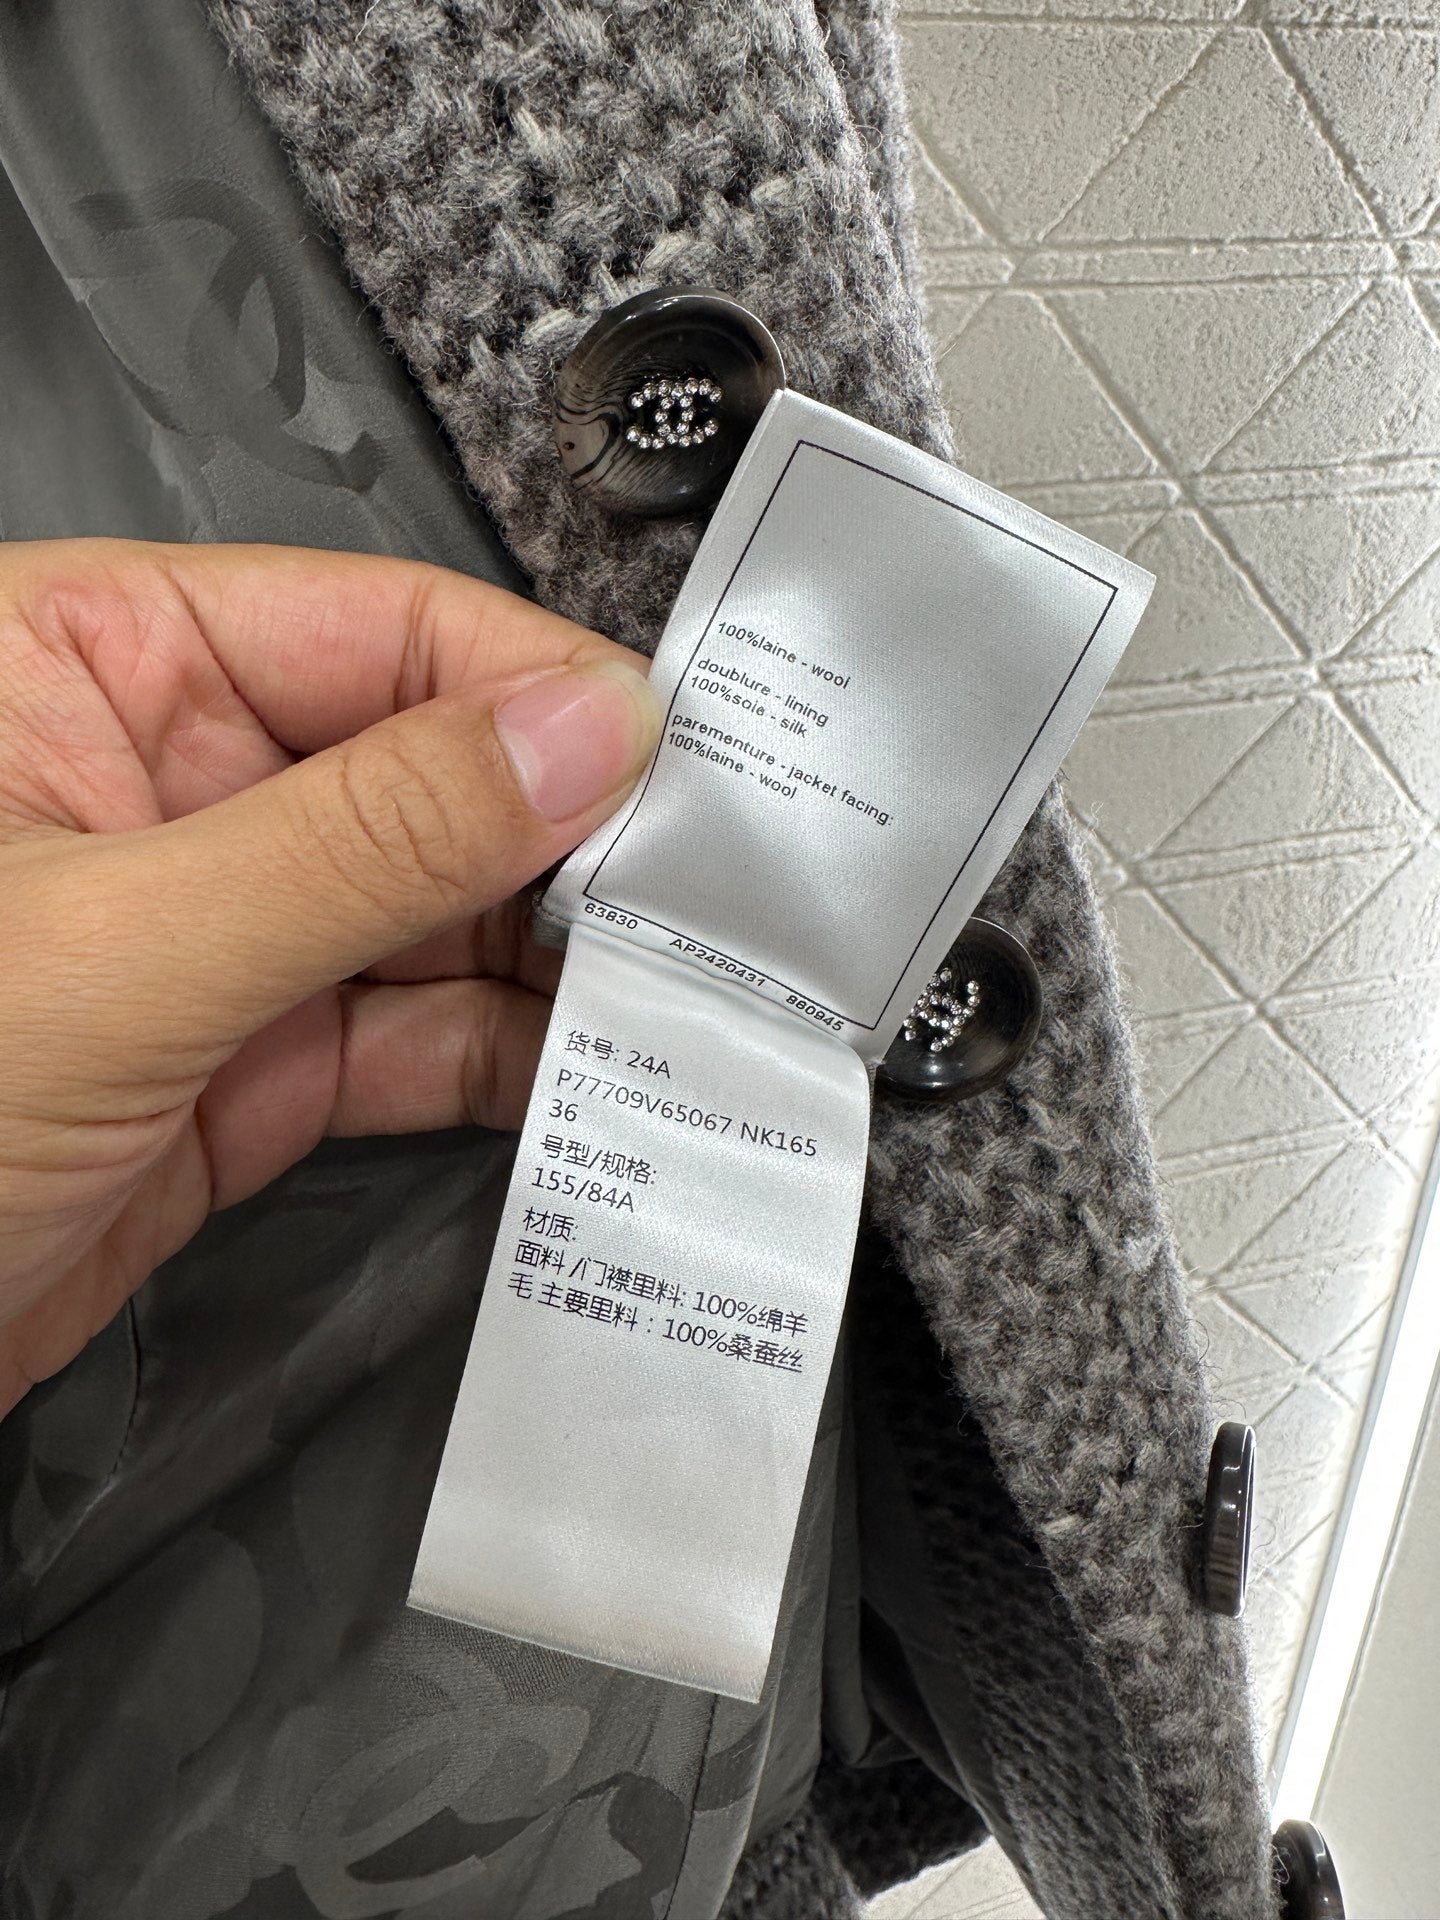 100%laine - wool
doublure - lining
100%soie - silk
parementure - jacket facing:
100%laine - wool
63830 AP2420431 880945
货号: 24A
P77709V65067 NK165
36
号型/规格:
155/84A
材质:
面料 /门襟里料: 100%绵羊
毛 主要里料 : 100%桑蚕丝